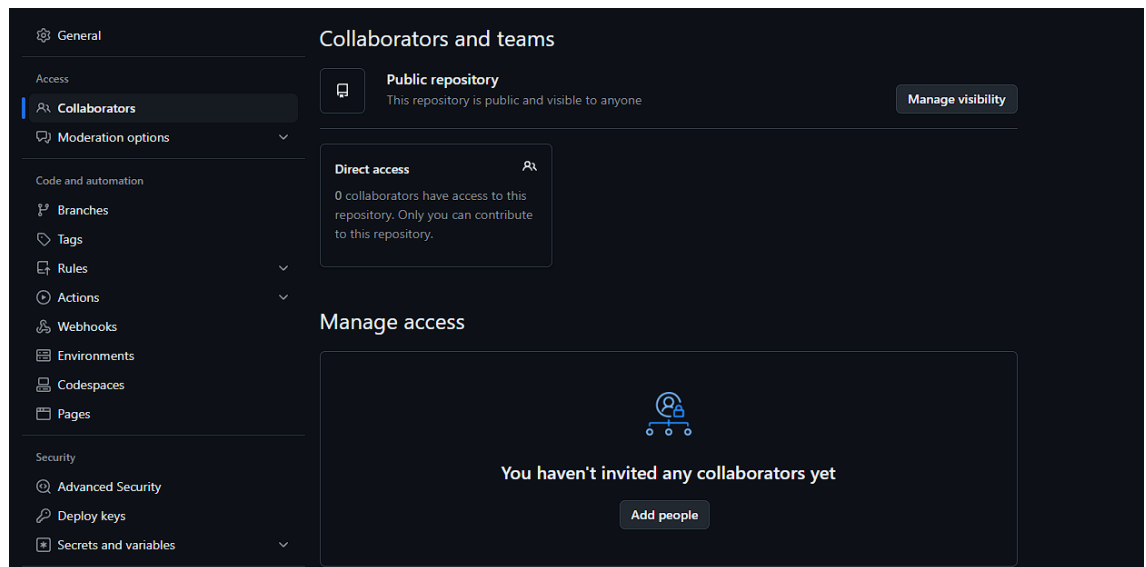 General
Access
Collaborators
Moderation options
Code and automation
Branches
Tags
Rules
Actions
Webhooks
Environments
Codespaces
Pages
Security
Advanced Security
Deploy keys
Secrets and variables
Collaborators and teams
Public repository
This repository is public and visible to anyone
Manage visibility
Direct access
0 collaborators have access to this
repository. Only you can contribute
to this repository.
Manage access
You haven't invited any collaborators yet
Add people